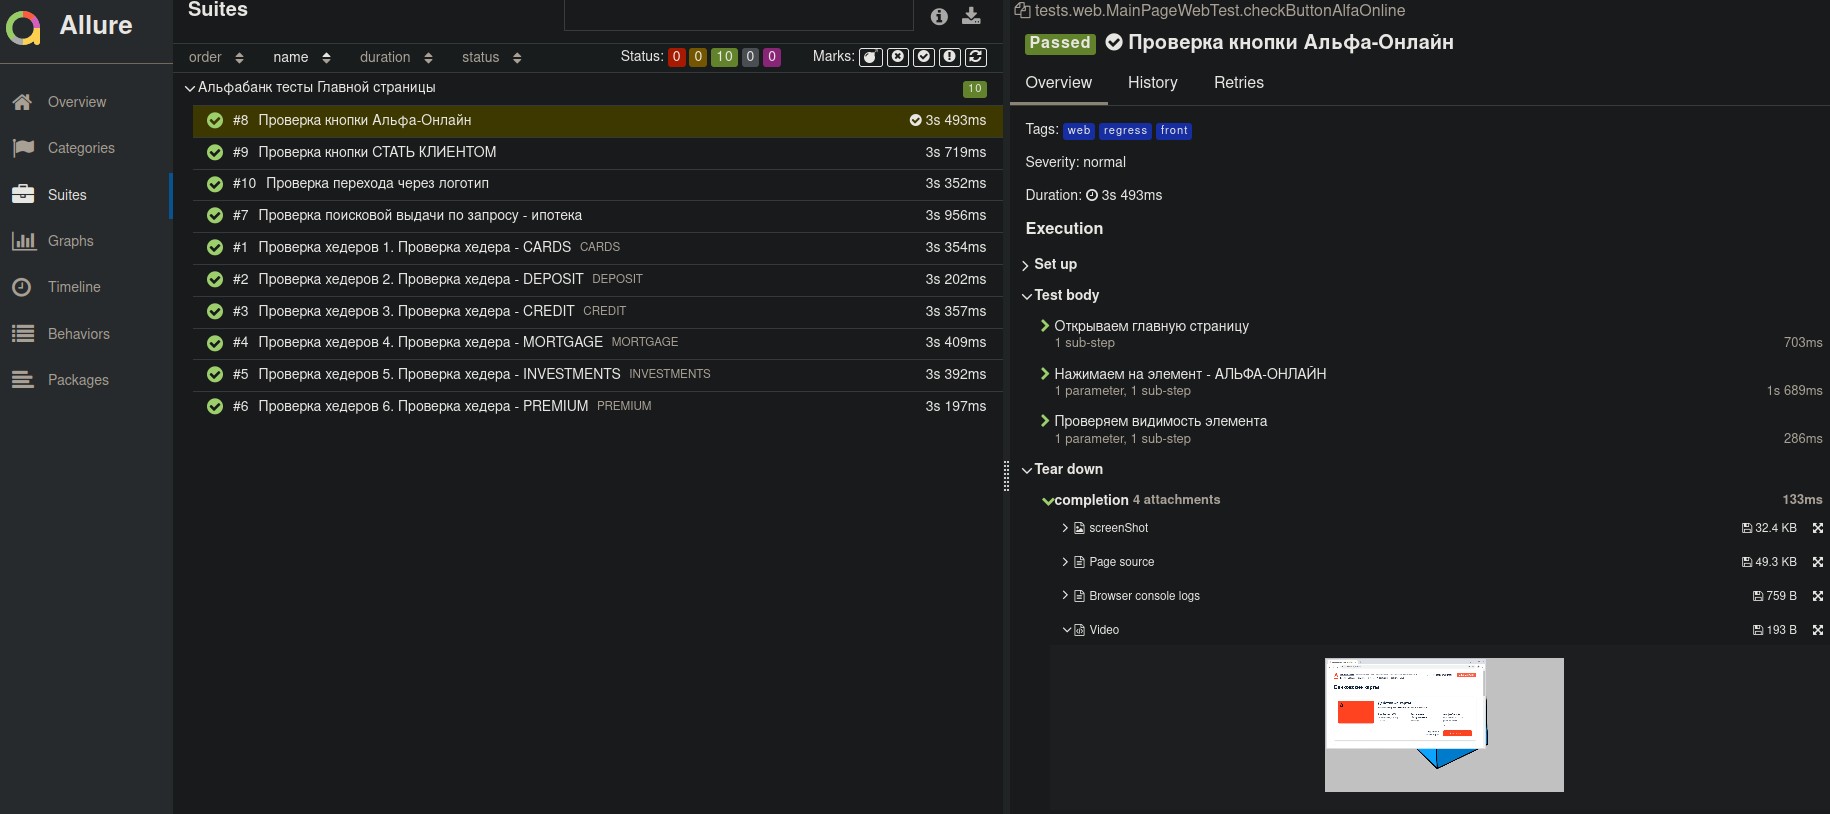 Allure
Overview
Categories
Suites
Graphs
Timeline
Behaviors
Packages
Suites
order name duration status
Status: 0 0 10 0 0 Marks:
Альфабанк тесты Главной страницы 10
#8 Проверка кнопки Альфа-Онлайн 3s 493ms
#9 Проверка кнопки СТАТЬ КЛИЕНТОМ 3s 719ms
#10 Проверка перехода через логотип 3s 352ms
#7 Проверка поисковой выдачи по запросу - ипотека 3s 956ms
#1 Проверка хедеров 1. Проверка хедера - CARDS CARDS 3s 354ms
#2 Проверка хедеров 2. Проверка хедера - DEPOSIT DEPOSIT 3s 202ms
#3 Проверка хедеров 3. Проверка хедера - CREDIT CREDIT 3s 357ms
#4 Проверка хедеров 4. Проверка хедера - MORTGAGE MORTGAGE 3s 409ms
#5 Проверка хедеров 5. Проверка хедера - INVESTMENTS INVESTMENTS 3s 392ms
#6 Проверка хедеров 6. Проверка хедера - PREMIUM PREMIUM 3s 197ms
tests.web.MainPageWebTest.checkButtonAlfaOnline
Passed Проверка кнопки Альфа-Онлайн
Overview History Retries
Tags: web regress front
Severity: normal
Duration: 3s 493ms
Execution
Set up
Test body
Открываем главную страницу
1 sub-step 703ms
Нажимаем на элемент - АЛЬФА-ОНЛАЙН
1 parameter, 1 sub-step 1s 689ms
Проверяем видимость элемента
1 parameter, 1 sub-step 286ms
Tear down
completion 4 attachments 133ms
screenShot 32.4 KB
Page source 49.3 KB
Browser console logs 759 B
Video 193 B